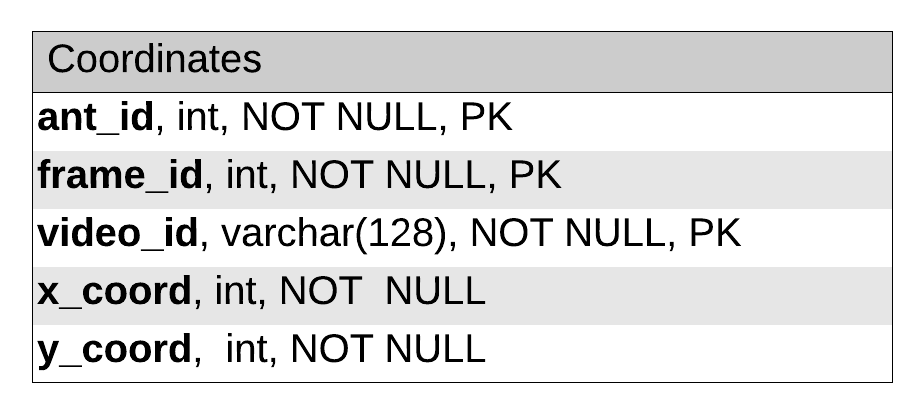 Coordinates
ant_id, int, NOT NULL, PK
frame_id, int, NOT NULL, PK
video_id, varchar(128), NOT NULL, PK
x_coord, int, NOT  NULL
y_coord,  int, NOT NULL